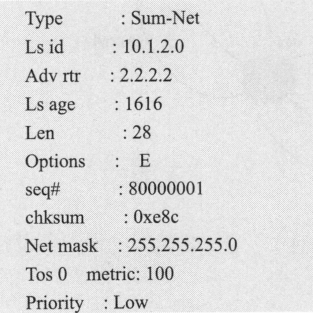 Type : Sum-Net
Ls id : 10.1.2.0
Adv rtr : 2.2.2.2
Ls age : 1616
Len : 28
Options : E
seq# : 80000001
chksum : 0xe8c
Net mask : 255.255.255.0
Tos 0 metric: 100
Priority : Low